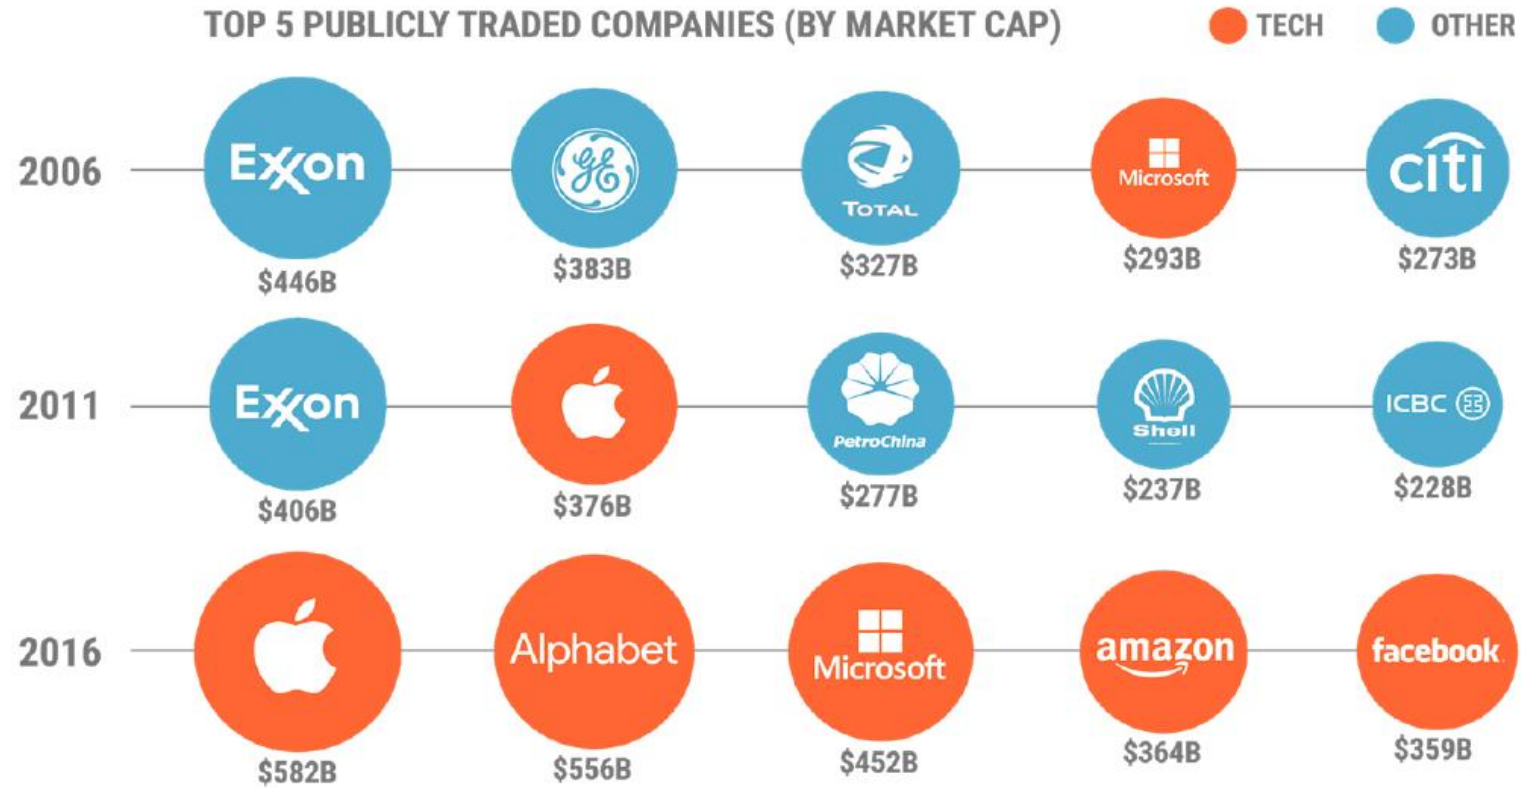 TOP 5 PUBLICLY TRADED COMPANIES (BY MARKET CAP)
TECH
OTHER
2006
Exxon
GE
TOTAL
Microsoft
citi
$446B
$383B
$327B
$293B
$273B
2011
Exxon
PetroChina
Shell
ICBC
$406B
$376B
$277B
$237B
$228B
2016
Alphabet
Microsoft
amazon
facebook
$582B
$556B
$452B
$364B
$359B